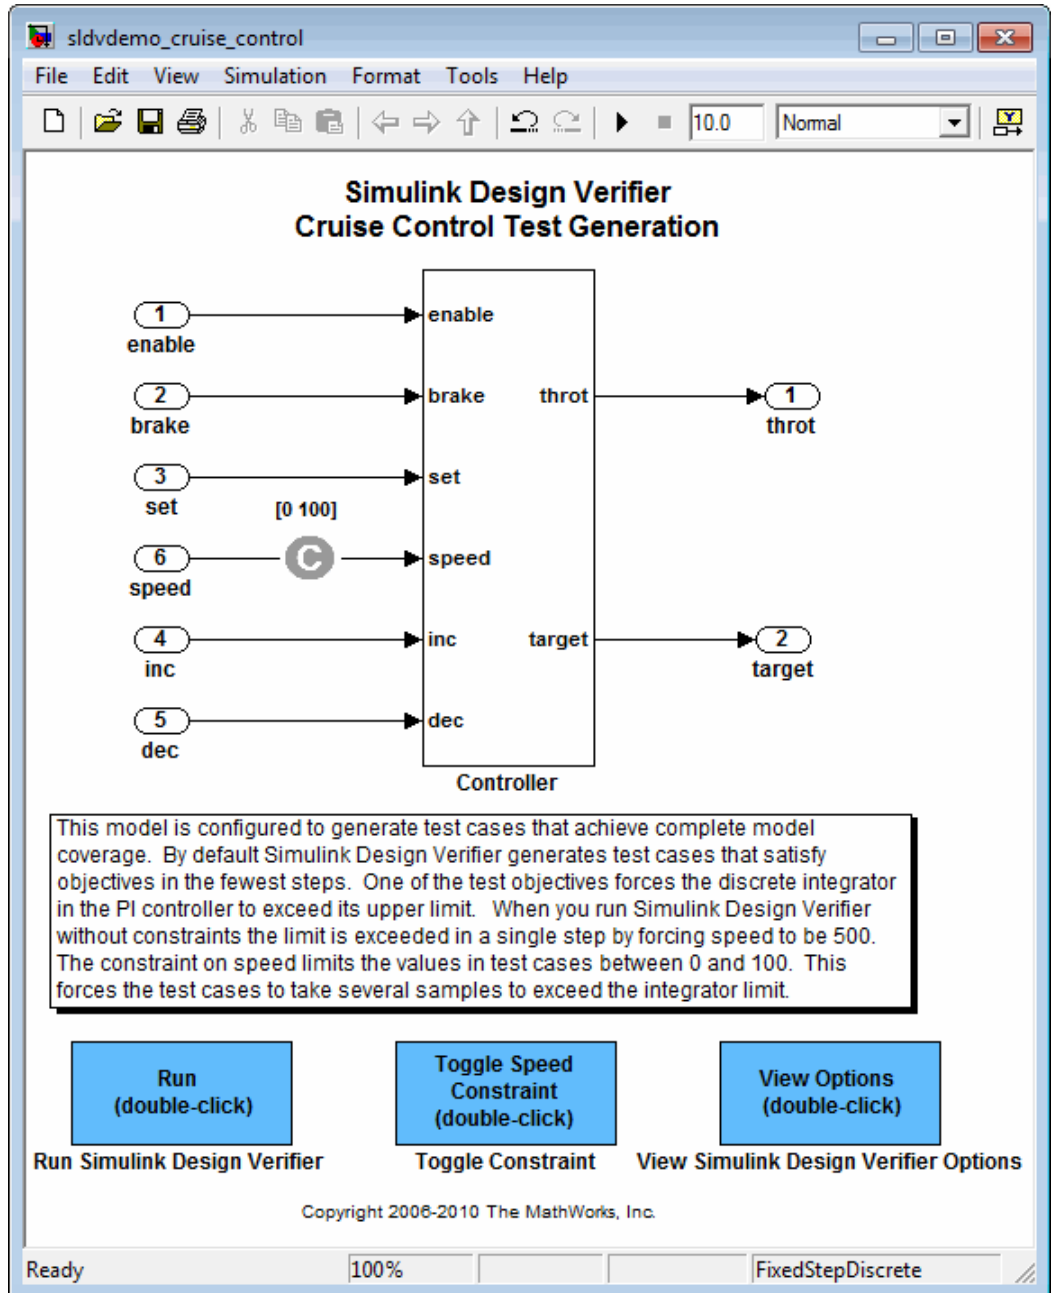 sldvdemo_cruise_control
File Edit View Simulation Format Tools Help
10.0 Normal
Simulink Design Verifier
Cruise Control Test Generation
1
enable
enable
2
brake
brake
throt
1
throt
3
set
set
[0 100]
6
speed
C
speed
4
inc
inc
target
2
target
5
dec
dec
Controller
This model is configured to generate test cases that achieve complete model
coverage. By default Simulink Design Verifier generates test cases that satisfy
objectives in the fewest steps. One of the test objectives forces the discrete integrator
in the PI controller to exceed its upper limit. When you run Simulink Design Verifier
without constraints the limit is exceeded in a single step by forcing speed to be 500.
The constraint on speed limits the values in test cases between 0 and 100. This
forces the test cases to take several samples to exceed the integrator limit.
Run
(double-click)
Run Simulink Design Verifier
Toggle Speed
Constraint
(double-click)
Toggle Constraint
View Options
(double-click)
View Simulink Design Verifier Options
Copyright 2006-2010 The MathWorks, Inc.
Ready 100% FixedStepDiscrete